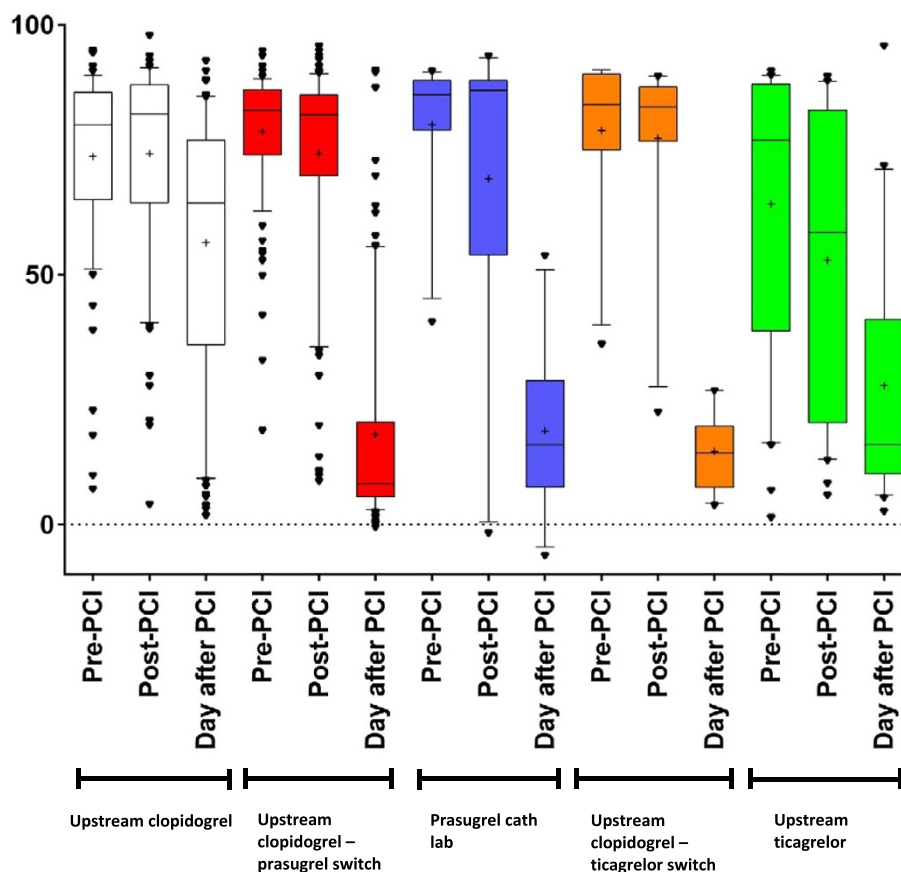 100
50
0
Pre-PCI
Post-PCI
Day after PCI
Pre-PCI
Post-PCI
Day after PCI
Pre-PCI
Post-PCI
Day after PCI
Pre-PCI
Post-PCI
Day after PCI
Pre-PCI
Post-PCI
Day after PCI
Upstream clopidogrel
Upstream
clopidogrel –
prasugrel switch
Prasugrel cath
lab
Upstream
clopidogrel –
ticagrelor switch
Upstream
ticagrelor